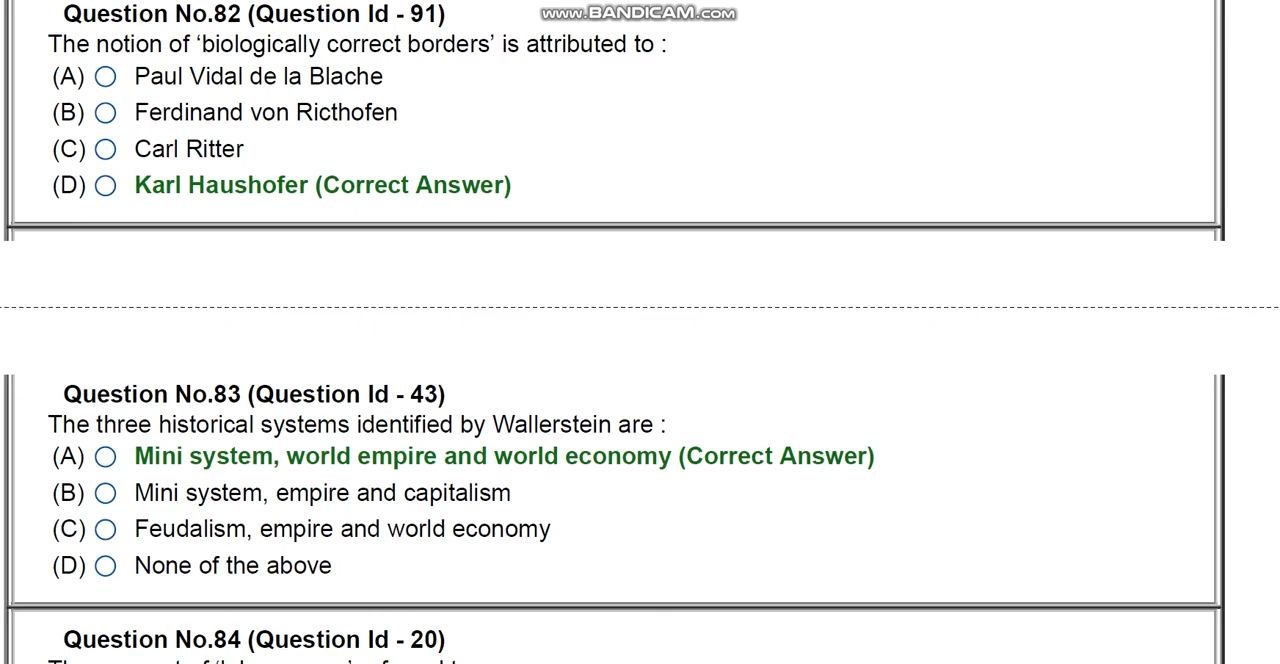 www.BANDICAM.com
Question No.82 (Question Id - 91)
The notion of ‘biologically correct borders’ is attributed to :
(A) Paul Vidal de la Blache
(B) Ferdinand von Ricthofen
(C) Carl Ritter
(D) Karl Haushofer (Correct Answer)
Question No.83 (Question Id - 43)
The three historical systems identified by Wallerstein are :
(A) Mini system, world empire and world economy (Correct Answer)
(B) Mini system, empire and capitalism
(C) Feudalism, empire and world economy
(D) None of the above
Question No.84 (Question Id - 20)